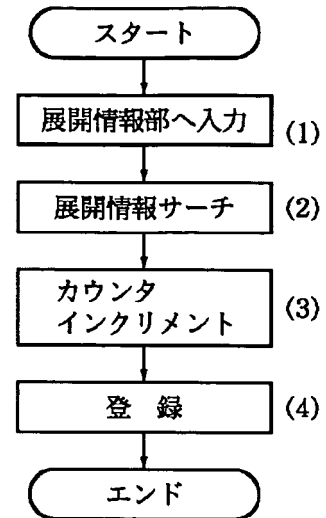 スタート
展開情報部へ入力
(1)
展開情報サーチ
(2)
カウンタ
インクリメント
(3)
登 録
(4)
エンド